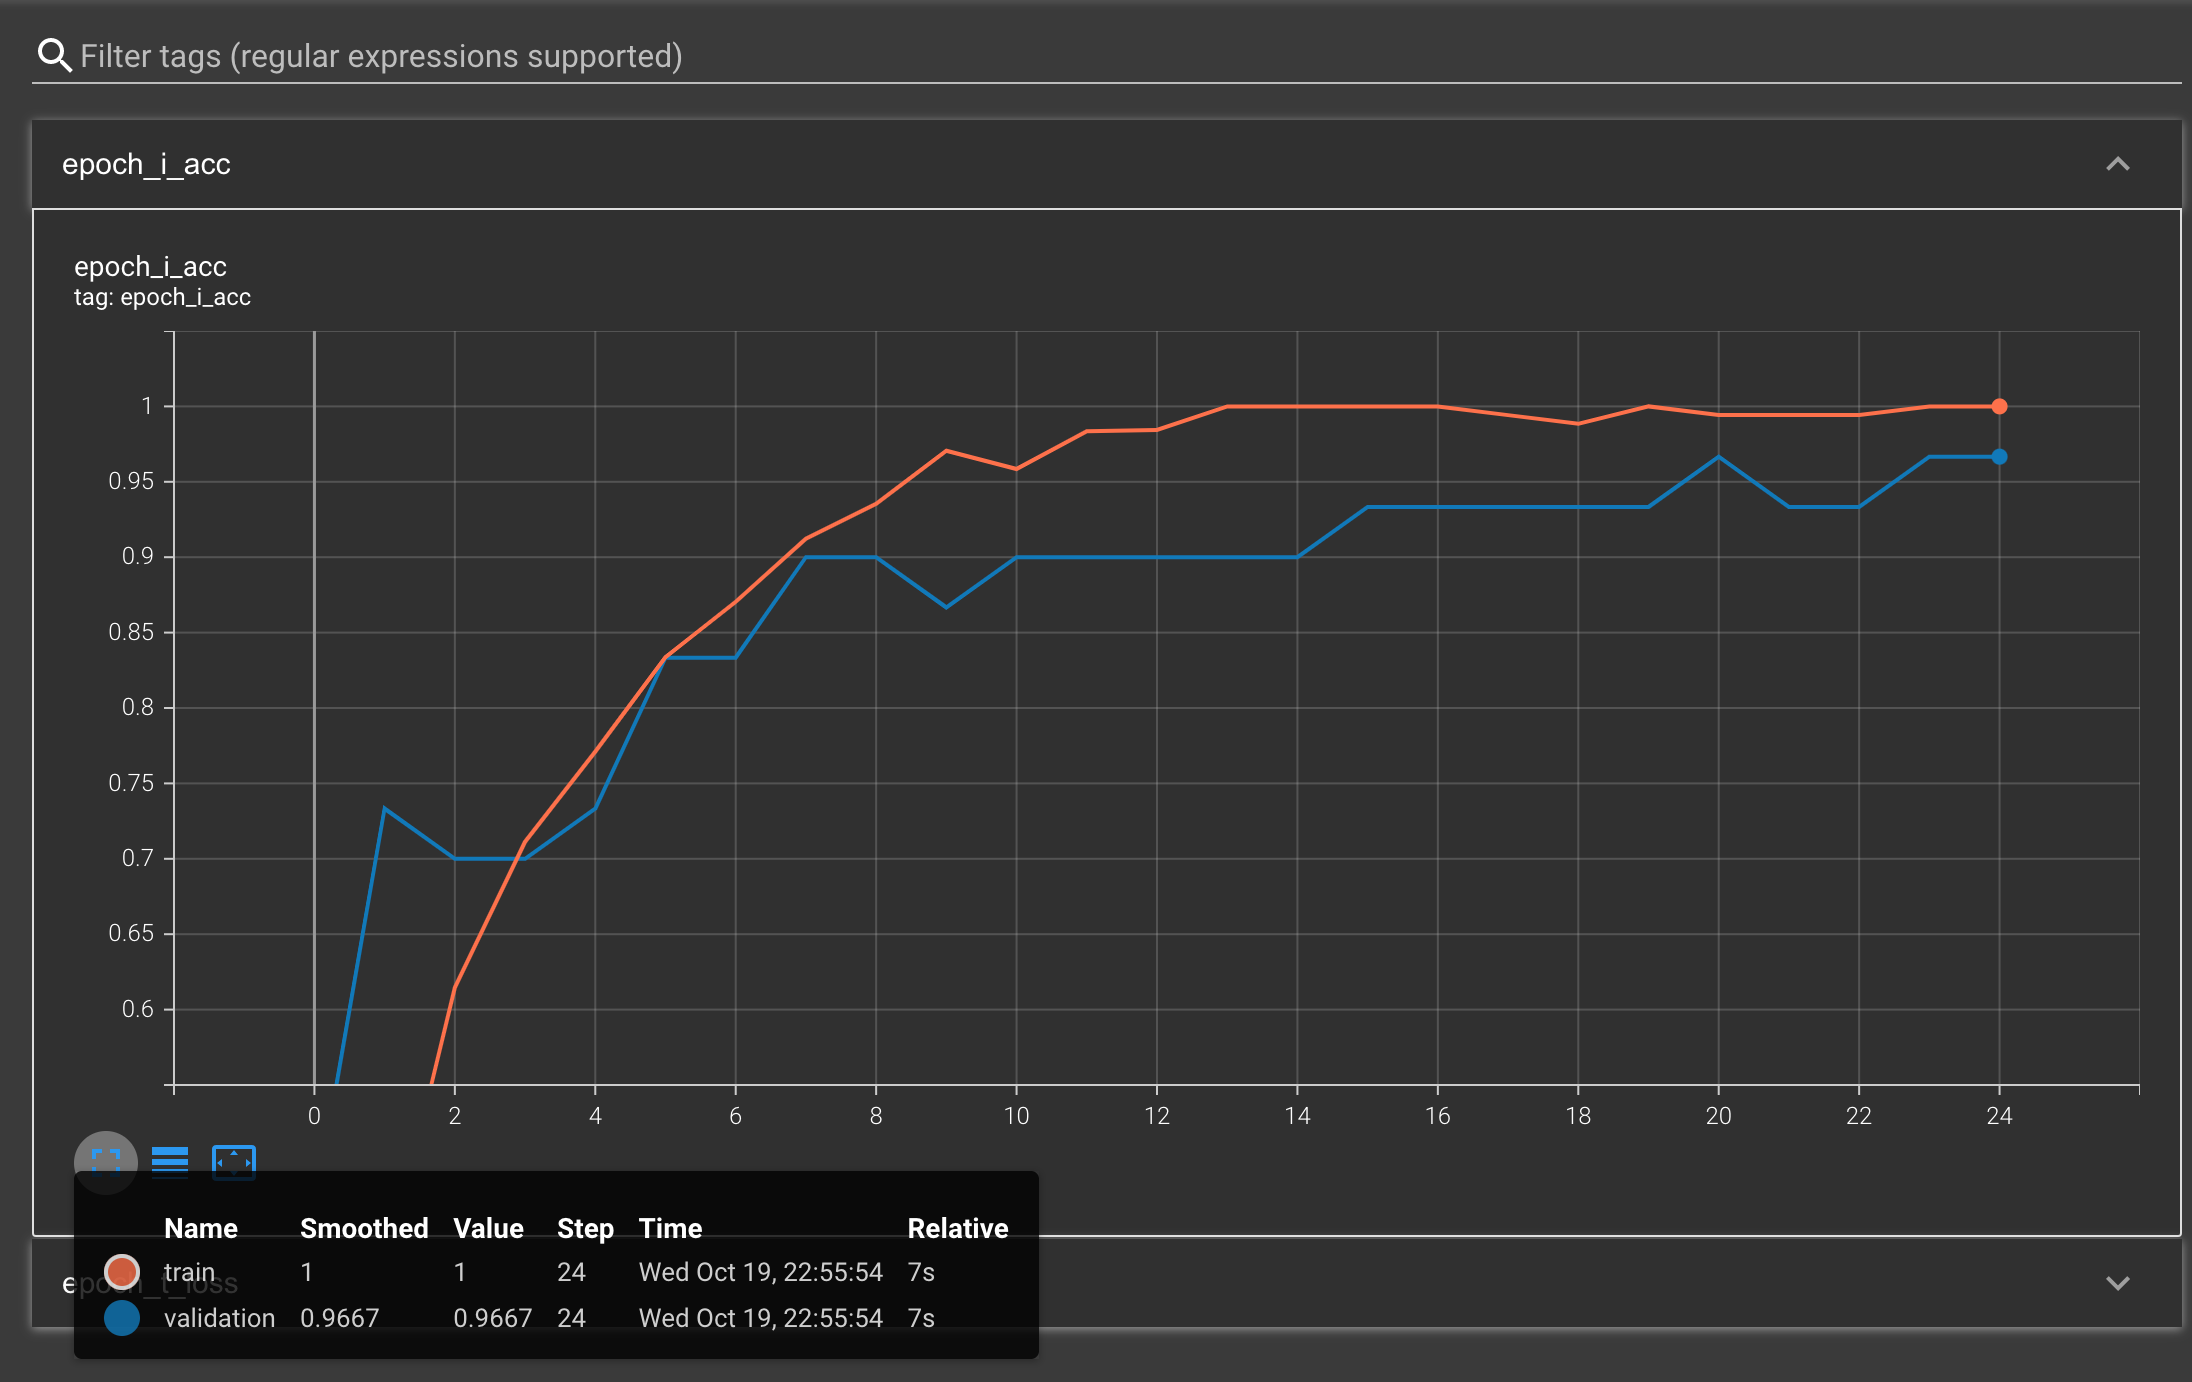 Filter tags (regular expressions supported)
epoch_i_acc
epoch_i_acc
tag: epoch_i_acc
1
0.95
0.9
0.85
0.8
0.75
0.7
0.65
0.6
0 2 4 6 8 10 12 14 16 18 20 22 24
Name Smoothed Value Step Time Relative
train 1 1 24 Wed Oct 19, 22:55:54 7s
epoch_t_loss
validation 0.9667 0.9667 24 Wed Oct 19, 22:55:54 7s